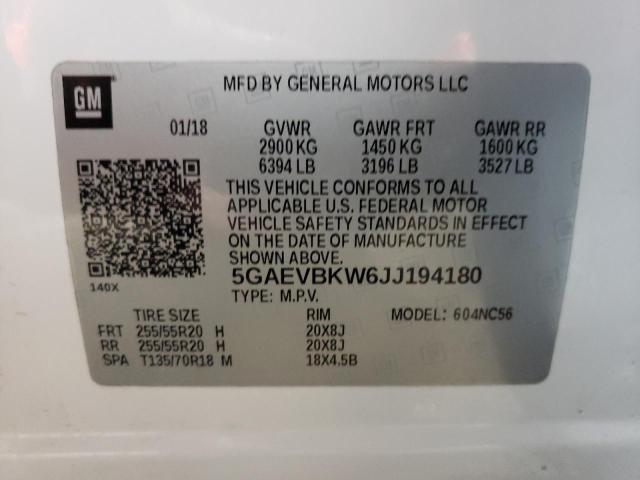 GM
MFD BY GENERAL MOTORS LLC
01/18 GVWR GAWR FRT GAWR RR
2900 KG 1450 KG 1600 KG
6394 LB 3196 LB 3527 LB
THIS VEHICLE CONFORMS TO ALL
APPLICABLE U.S. FEDERAL MOTOR
VEHICLE SAFETY STANDARDS IN EFFECT
ON THE DATE OF MANUFACTURE
SHOWN ABOVE.
140X
5GAEVBKW6JJ194180
TYPE: M.P.V.
TIRE SIZE RIM MODEL: 604NC56
FRT 255/55R20 H 20X8J
RR 255/55R20 H 20X8J
SPA T135/70R18 M 18X4.5B